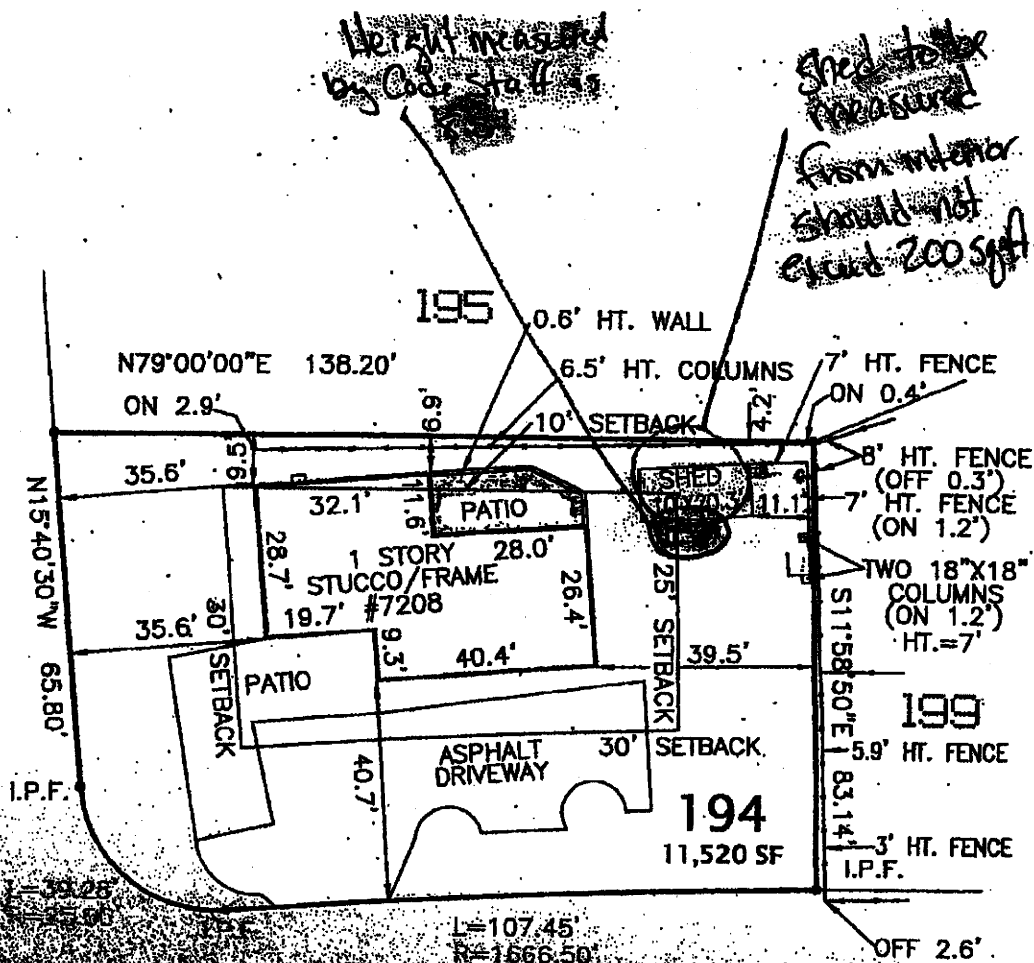 Height measured
by Code staff is
Shed to be
measured
from interior
should not
exceed 200 sqft
195
0.6' HT. WALL
N79°00'00"E 138.20'
6.5' HT. COLUMNS
7' HT. FENCE
ON 2.9'
9.9'
10' SETBACK
4.2'
ON 0.4'
9.5'
8' HT. FENCE
(OFF 0.3')
35.6'
32.1'
11.6'
PATIO
SHED
11.1'
7' HT. FENCE
(ON 1.2')
28.7'
1 STORY
STUCCO/FRAME
#7208
28.0'
26.4'
25' SETBACK
TWO 18"X18"
COLUMNS
(ON 1.2')
HT.=7'
N15°40'30"W 65.80'
35.6'
30' SETBACK
19.7'
9.3'
40.4'
39.5'
S11°58'50"E 83.14'
PATIO
199
40.7'
ASPHALT
DRIVEWAY
30' SETBACK
5.9' HT. FENCE
I.P.F.
194
11,520 SF
3' HT. FENCE
I.P.F.
L=39.28'
I.P.F.
L=107.45'
R=1666.50'
OFF 2.6'